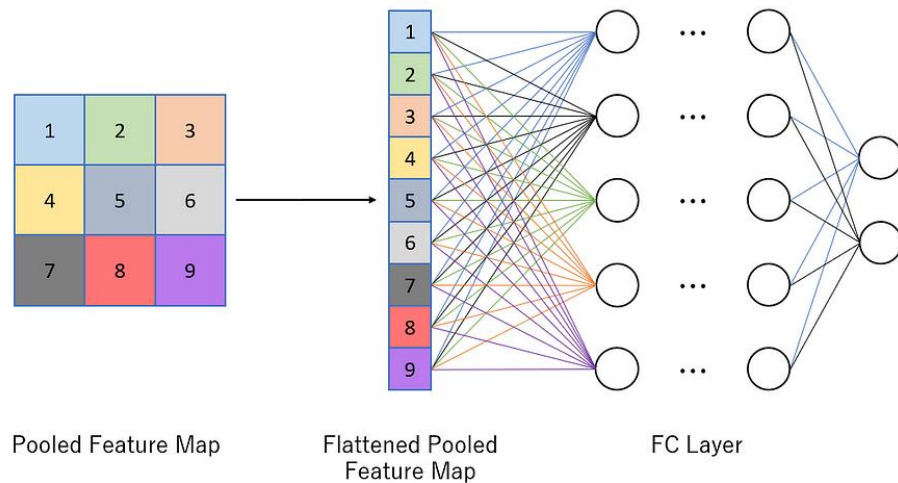 1 2 3
4 5 6
7 8 9
1
2
3
4
5
6
7
8
9
...
...
...
...
...
Pooled Feature Map
Flattened Pooled
Feature Map
FC Layer